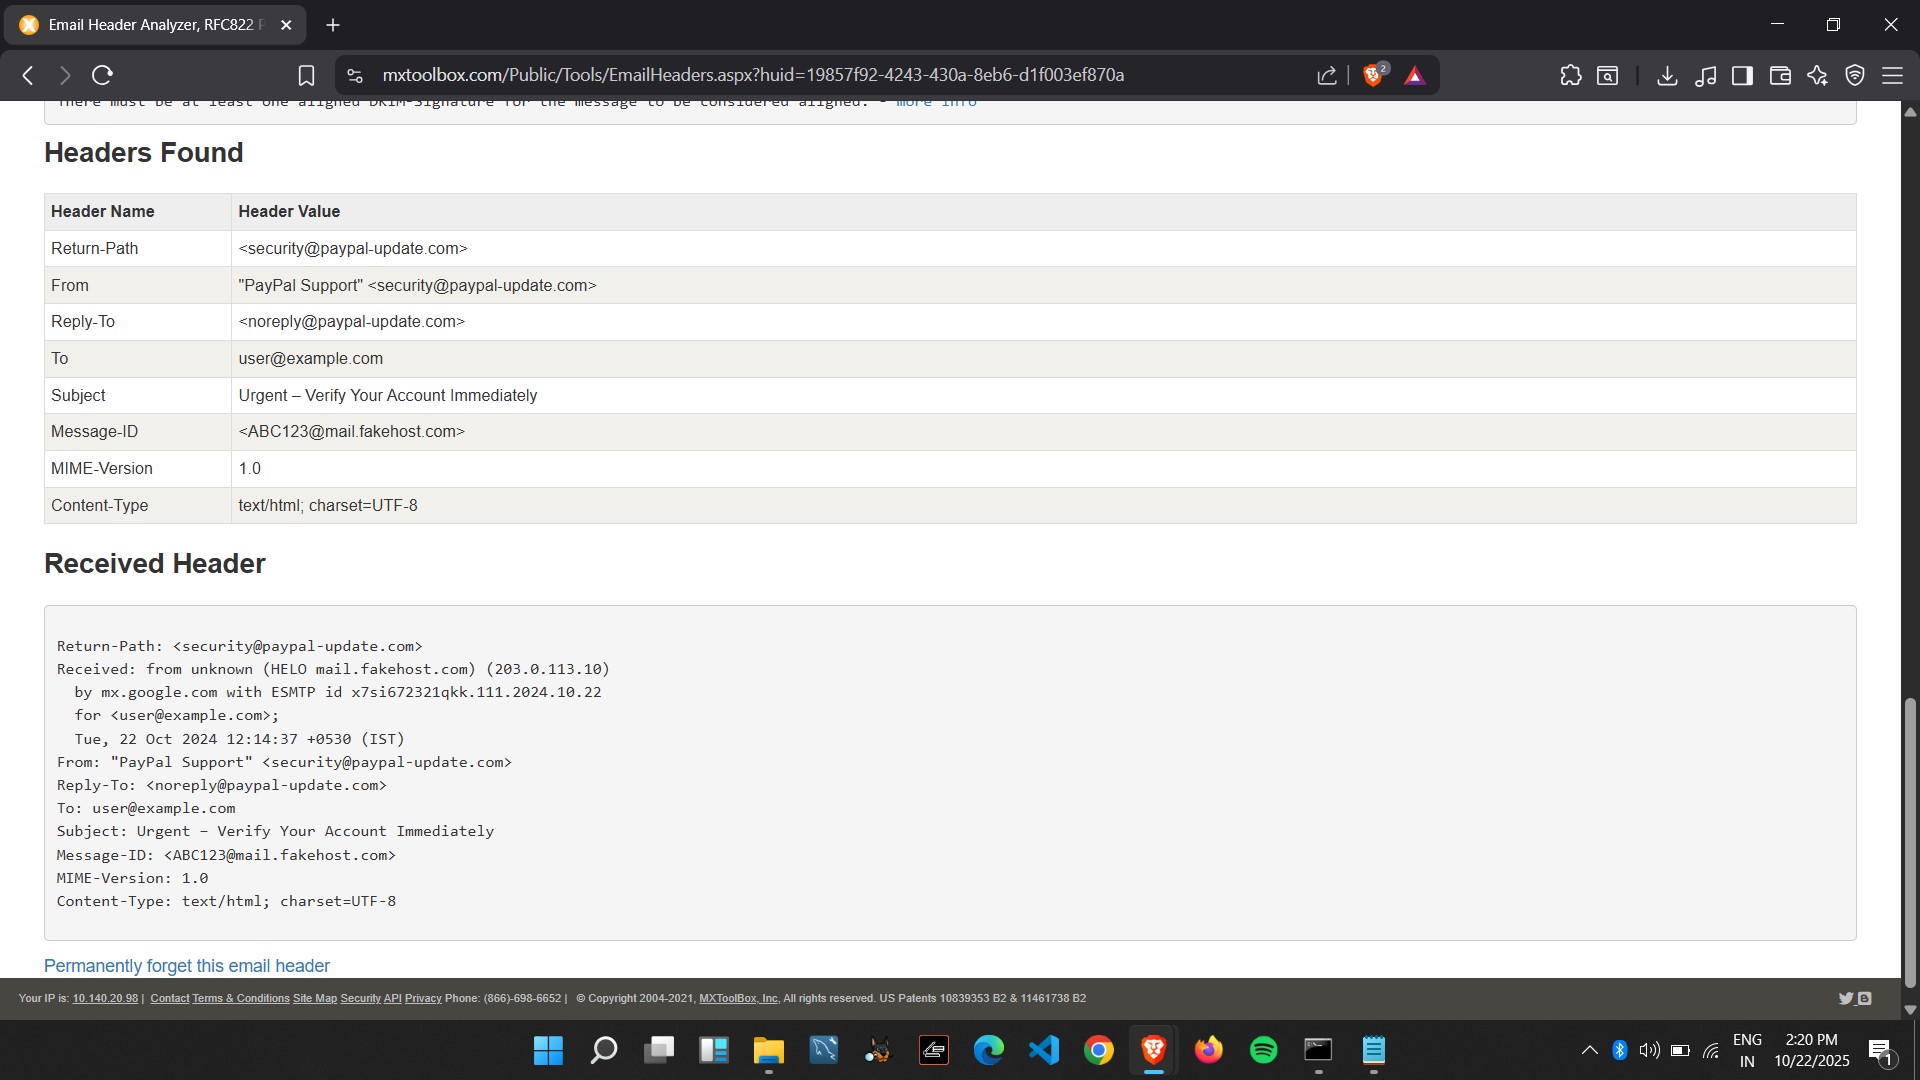 Email Header Analyzer, RFC822 P
mxtoolbox.com/Public/Tools/EmailHeaders.aspx?huid=19857f92-4243-430a-8eb6-d1f003ef870a
2
There must be at least one aligned DKIM-Signature for the message to be considered aligned. - more info
Headers Found
Header Name Header Value
Return-Path <security@paypal-update.com>
From "PayPal Support" <security@paypal-update.com>
Reply-To <noreply@paypal-update.com>
To user@example.com
Subject Urgent – Verify Your Account Immediately
Message-ID <ABC123@mail.fakehost.com>
MIME-Version 1.0
Content-Type text/html; charset=UTF-8
Received Header
Return-Path: <security@paypal-update.com>
Received: from unknown (HELO mail.fakehost.com) (203.0.113.10)
by mx.google.com with ESMTP id x7si672321qkk.111.2024.10.22
for <user@example.com>;
Tue, 22 Oct 2024 12:14:37 +0530 (IST)
From: "PayPal Support" <security@paypal-update.com>
Reply-To: <noreply@paypal-update.com>
To: user@example.com
Subject: Urgent – Verify Your Account Immediately
Message-ID: <ABC123@mail.fakehost.com>
MIME-Version: 1.0
Content-Type: text/html; charset=UTF-8
Permanently forget this email header
Your IP is: 10.140.20.98 | Contact Terms & Conditions Site Map Security API Privacy Phone: (866)-698-6652 | © Copyright 2004-2021, MXToolBox, Inc, All rights reserved. US Patents 10839353 B2 & 11461738 B2
ENG
IN
2:20 PM
10/22/2025
1